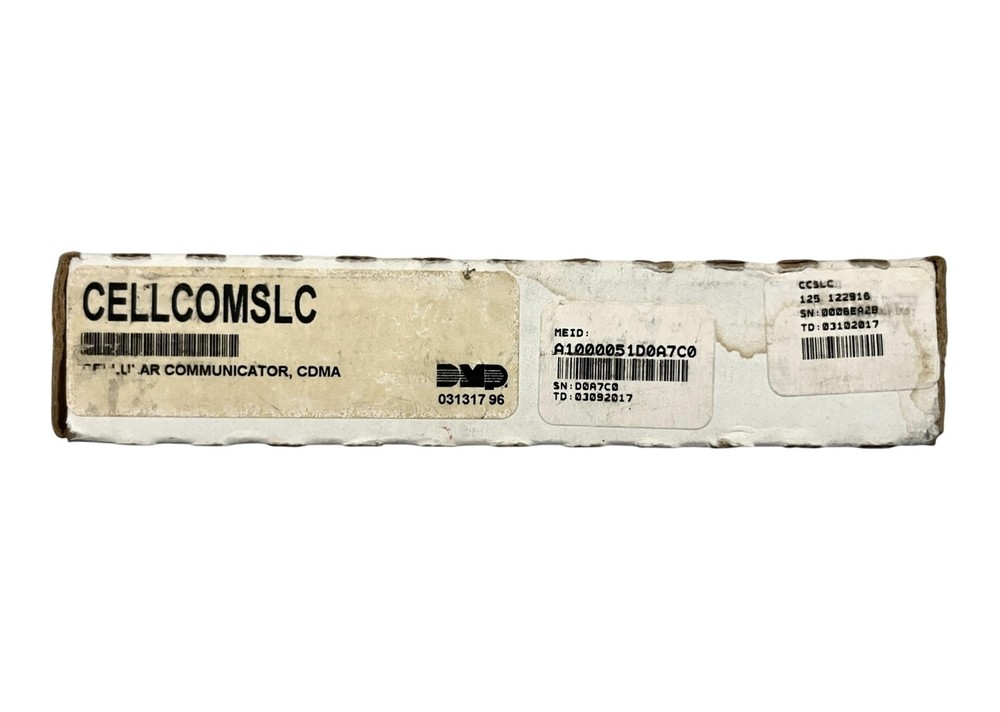 CELLCOMSLC
CELLULAR COMMUNICATOR, CDMA
DMP
031317 96
MEID:
A1000051D0A7C0
SN:D0A7C0
TD:03092017
CCSLC
125 122916
SN:0006EA2B
TD:03102017